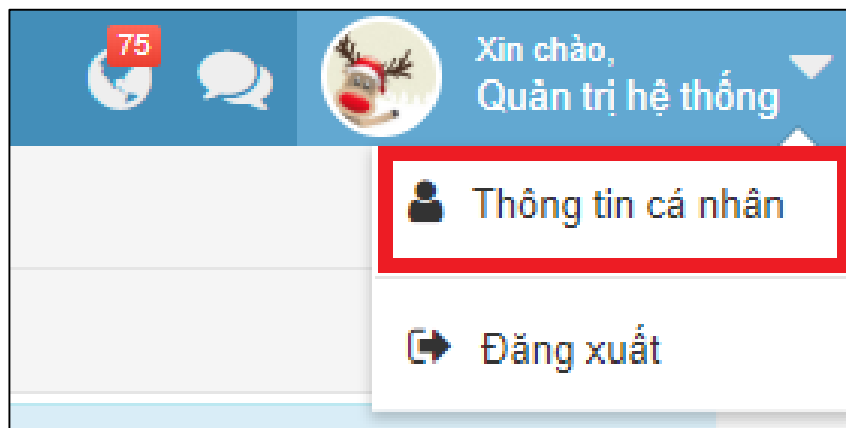 75
Xin chào,
Quản trị hệ thống
Thông tin cá nhân
Đăng xuất